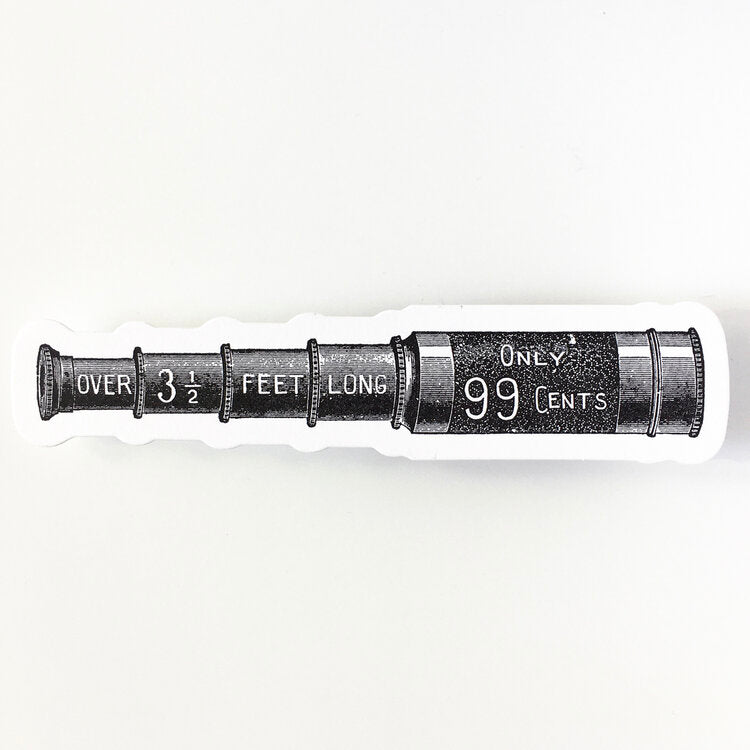 OVER 3 1/2 FEET LONG
ONLY
99 CENTS